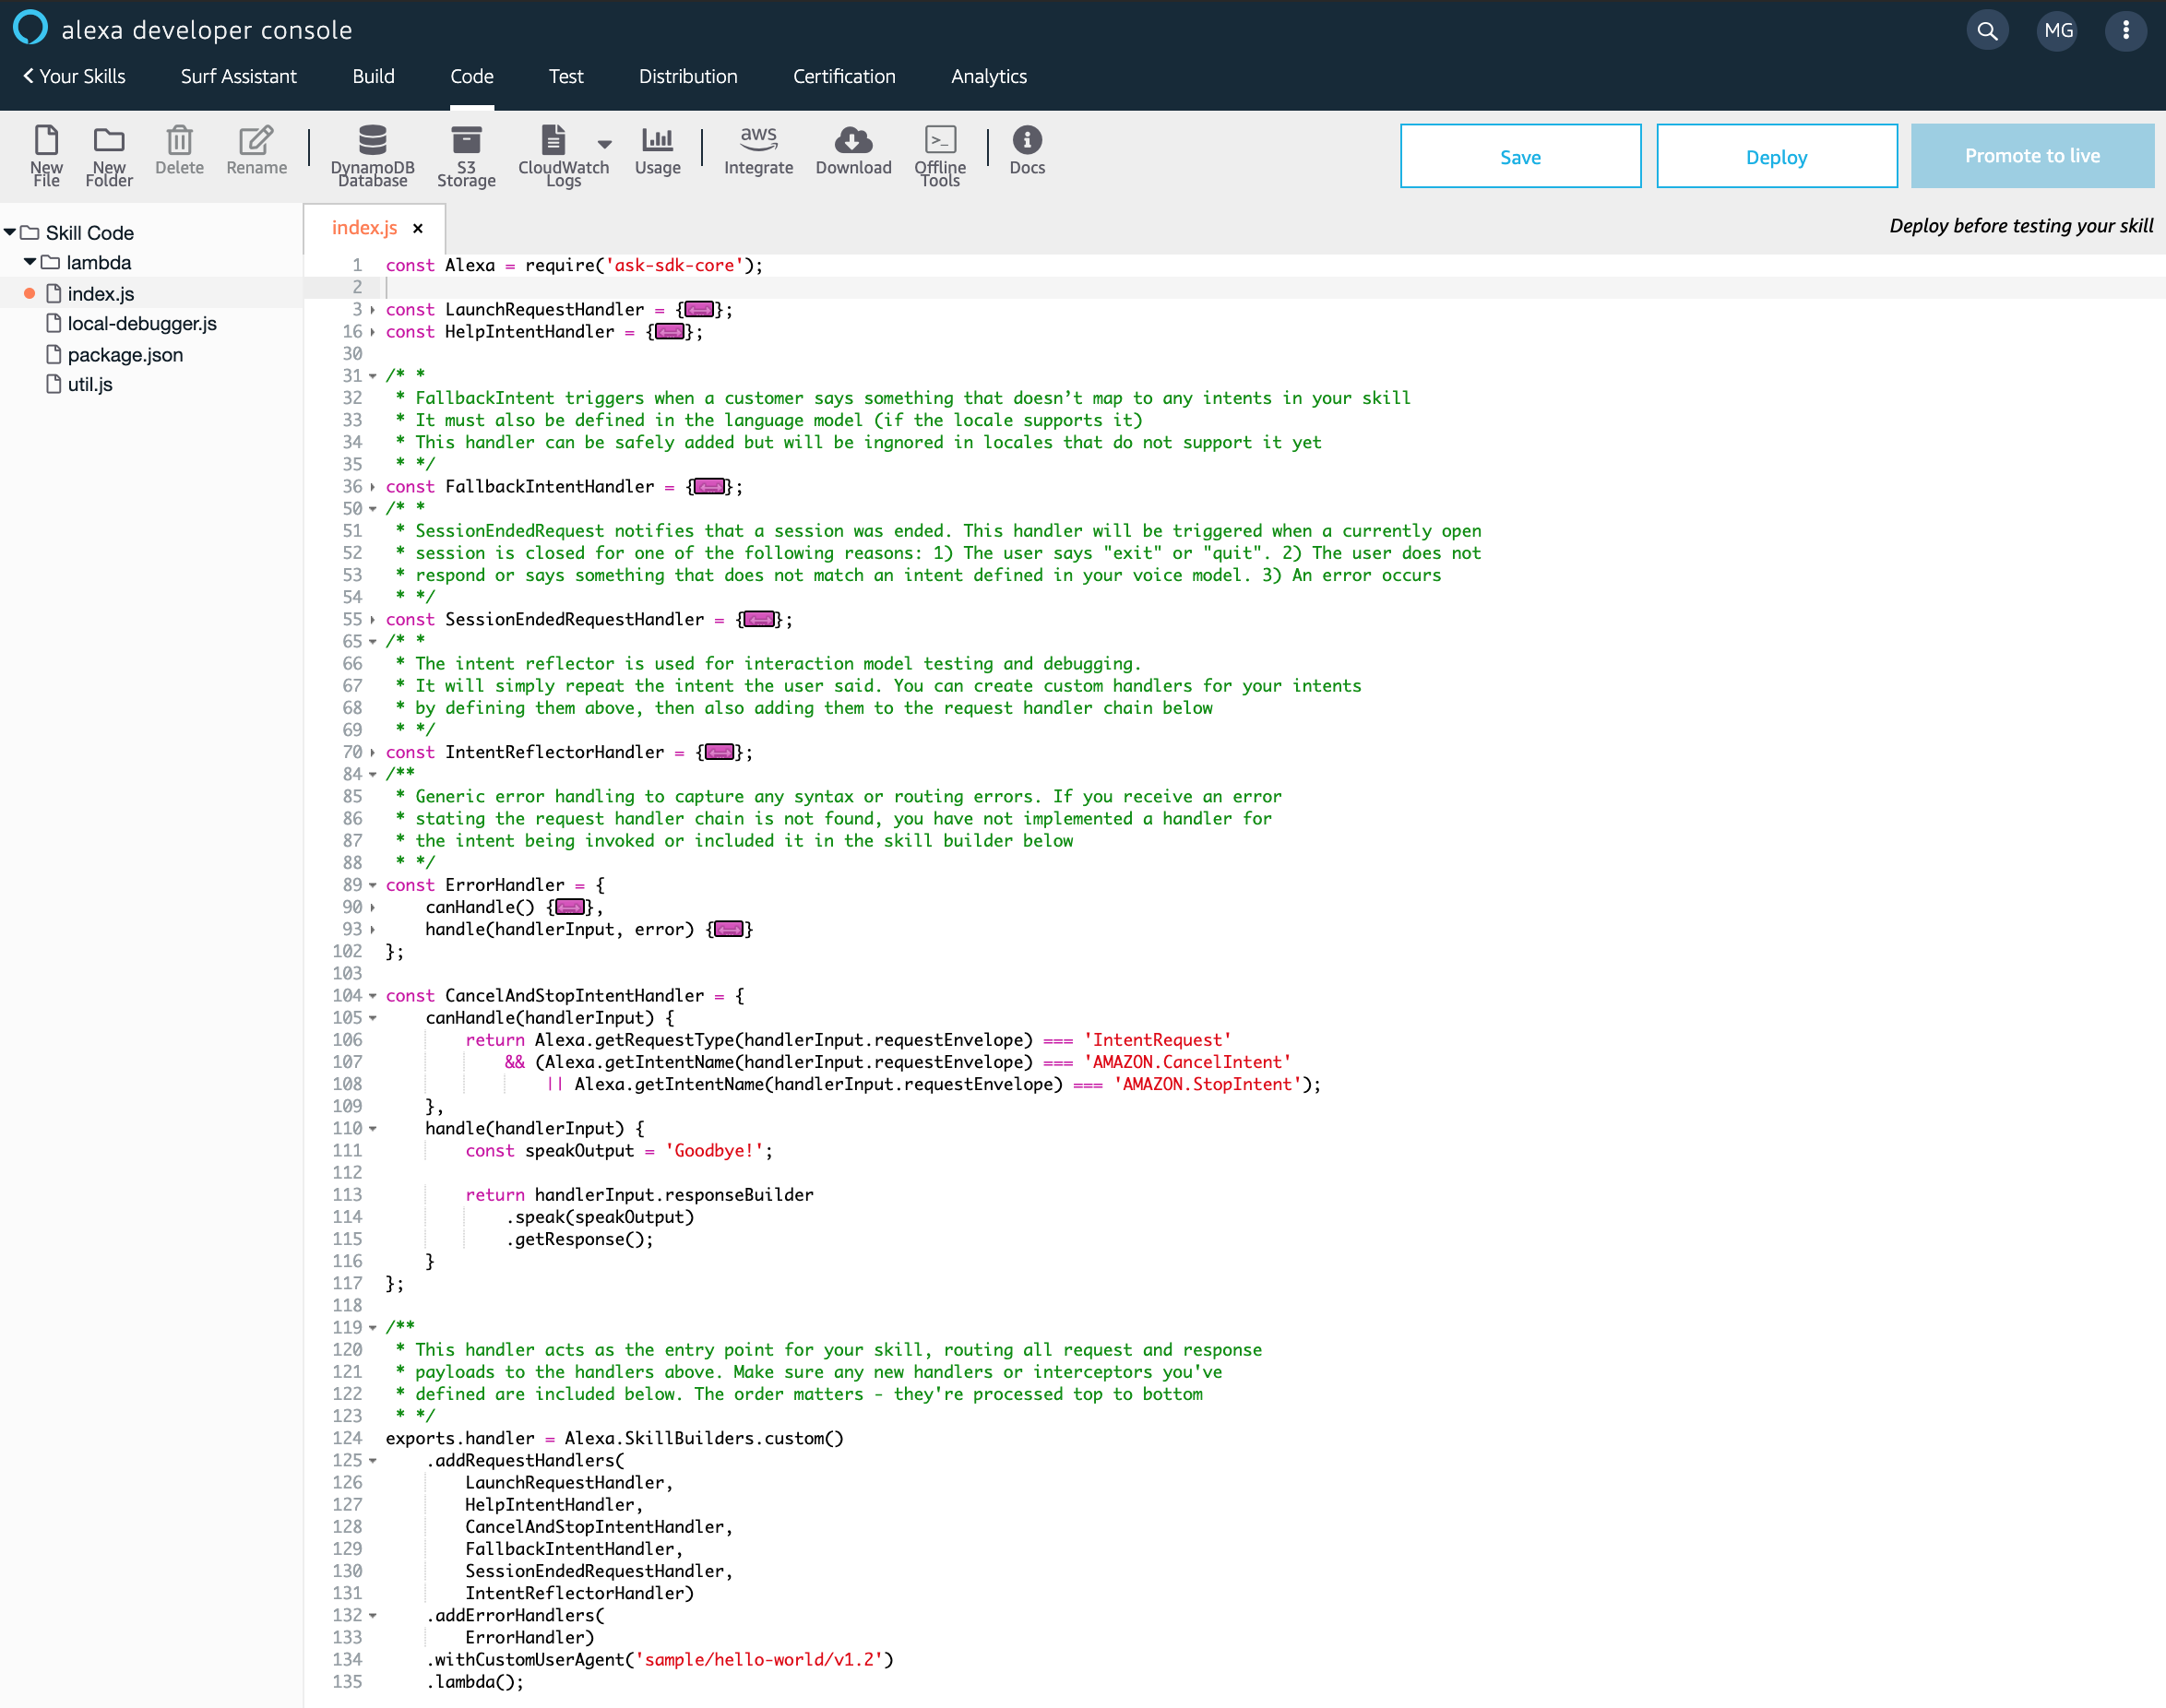 alexa developer console
MG
Your Skills Surf Assistant Build Code Test Distribution Certification Analytics
New File New Folder Delete Rename DynamoDB Database S3 Storage CloudWatch Logs Usage aws Integrate Download Offline Tools Docs Save Deploy Promote to live
Skill Code
lambda
index.js
local-debugger.js
package.json
util.js
index.js × Deploy before testing your skill
1 const Alexa = require('ask-sdk-core');
2
3 const LaunchRequestHandler = {};
16 const HelpIntentHandler = {};
30
31 /* *
32  * FallbackIntent triggers when a customer says something that doesn’t map to any intents in your skill
33  * It must also be defined in the language model (if the locale supports it)
34  * This handler can be safely added but will be ingnored in locales that do not support it yet
35  * */
36 const FallbackIntentHandler = {};
50 /* *
51  * SessionEndedRequest notifies that a session was ended. This handler will be triggered when a currently open
52  * session is closed for one of the following reasons: 1) The user says "exit" or "quit". 2) The user does not
53  * respond or says something that does not match an intent defined in your voice model. 3) An error occurs
54  * */
55 const SessionEndedRequestHandler = {};
65 /* *
66  * The intent reflector is used for interaction model testing and debugging.
67  * It will simply repeat the intent the user said. You can create custom handlers for your intents
68  * by defining them above, then also adding them to the request handler chain below
69  * */
70 const IntentReflectorHandler = {};
84 /**
85  * Generic error handling to capture any syntax or routing errors. If you receive an error
86  * stating the request handler chain is not found, you have not implemented a handler for
87  * the intent being invoked or included it in the skill builder below
88  * */
89 const ErrorHandler = {
90     canHandle() {},
93     handle(handlerInput, error) {}
102 };
103
104 const CancelAndStopIntentHandler = {
105     canHandle(handlerInput) {
106         return Alexa.getRequestType(handlerInput.requestEnvelope) === 'IntentRequest'
107             && (Alexa.getIntentName(handlerInput.requestEnvelope) === 'AMAZON.CancelIntent'
108                 || Alexa.getIntentName(handlerInput.requestEnvelope) === 'AMAZON.StopIntent');
109     },
110     handle(handlerInput) {
111         const speakOutput = 'Goodbye!';
112
113         return handlerInput.responseBuilder
114             .speak(speakOutput)
115             .getResponse();
116     }
117 };
118
119 /**
120  * This handler acts as the entry point for your skill, routing all request and response
121  * payloads to the handlers above. Make sure any new handlers or interceptors you've
122  * defined are included below. The order matters - they're processed top to bottom
123  * */
124 exports.handler = Alexa.SkillBuilders.custom()
125     .addRequestHandlers(
126         LaunchRequestHandler,
127         HelpIntentHandler,
128         CancelAndStopIntentHandler,
129         FallbackIntentHandler,
130         SessionEndedRequestHandler,
131         IntentReflectorHandler)
132     .addErrorHandlers(
133         ErrorHandler)
134     .withCustomUserAgent('sample/hello-world/v1.2')
135     .lambda();